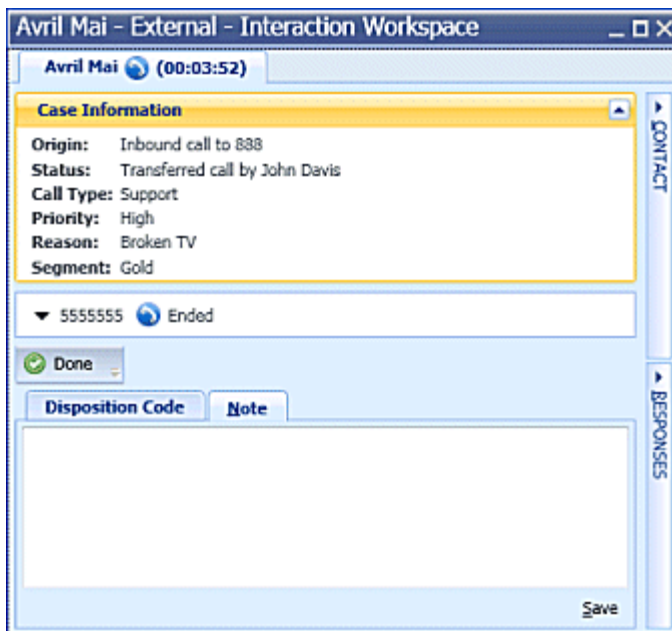 Avril Mai - External - Interaction Workspace
Avril Mai (00:03:52)
Case Information
Origin: Inbound call to 888
Status: Transferred call by John Davis
Call Type: Support
Priority: High
Reason: Broken TV
Segment: Gold
5555555 Ended
Done
Disposition Code Note
Save
CONTACT
RESPONSES